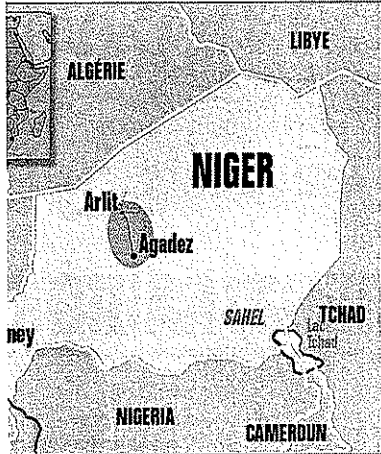 LIBYE
ALGÉRIE
NIGER
Arlit
Agadez
SAHEL
TCHAD
Lac
Tchad
ney
NIGERIA
CAMEROUN